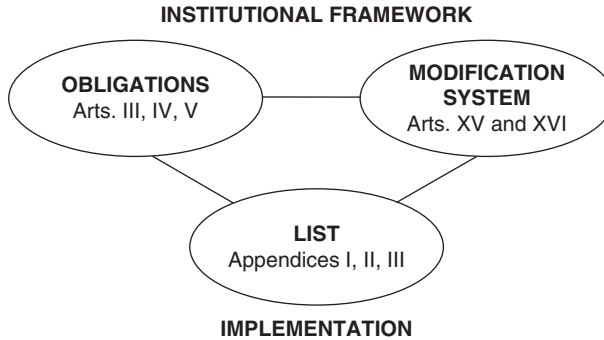 INSTITUTIONAL FRAMEWORK
OBLIGATIONS
Arts. III, IV, V
MODIFICATION
SYSTEM
Arts. XV and XVI
LIST
Appendices I, II, III
IMPLEMENTATION